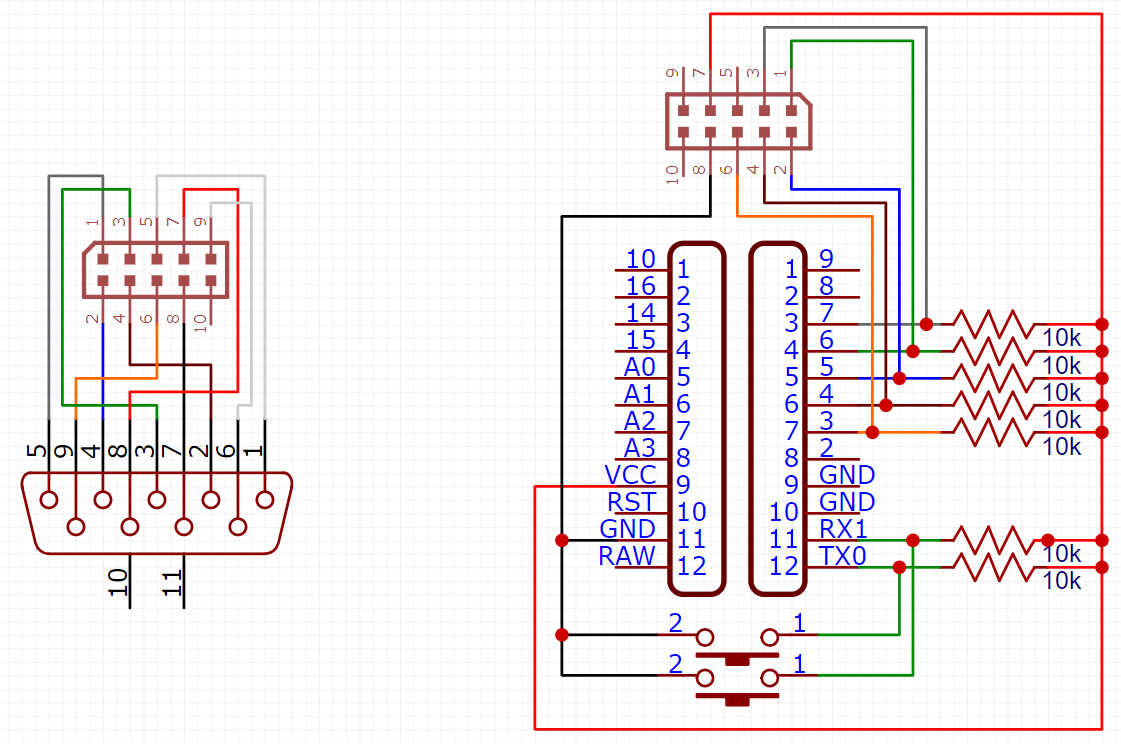 9 7 5 3 1
10 8 6 4 2
1 3 5 7 9
2 4 6 8 10
5 9 4 8 3 7 2 6 1
10 11
10 1 1 9
16 2 2 8
14 3 3 7 10k
15 4 4 6 10k
A0 5 5 5 10k
A1 6 6 4 10k
A2 7 7 3 10k
A3 8 8 2
VCC 9 9 GND
RST 10 10 GND
GND 11 11 RX1 10k
RAW 12 12 TX0 10k
2 1
2 1